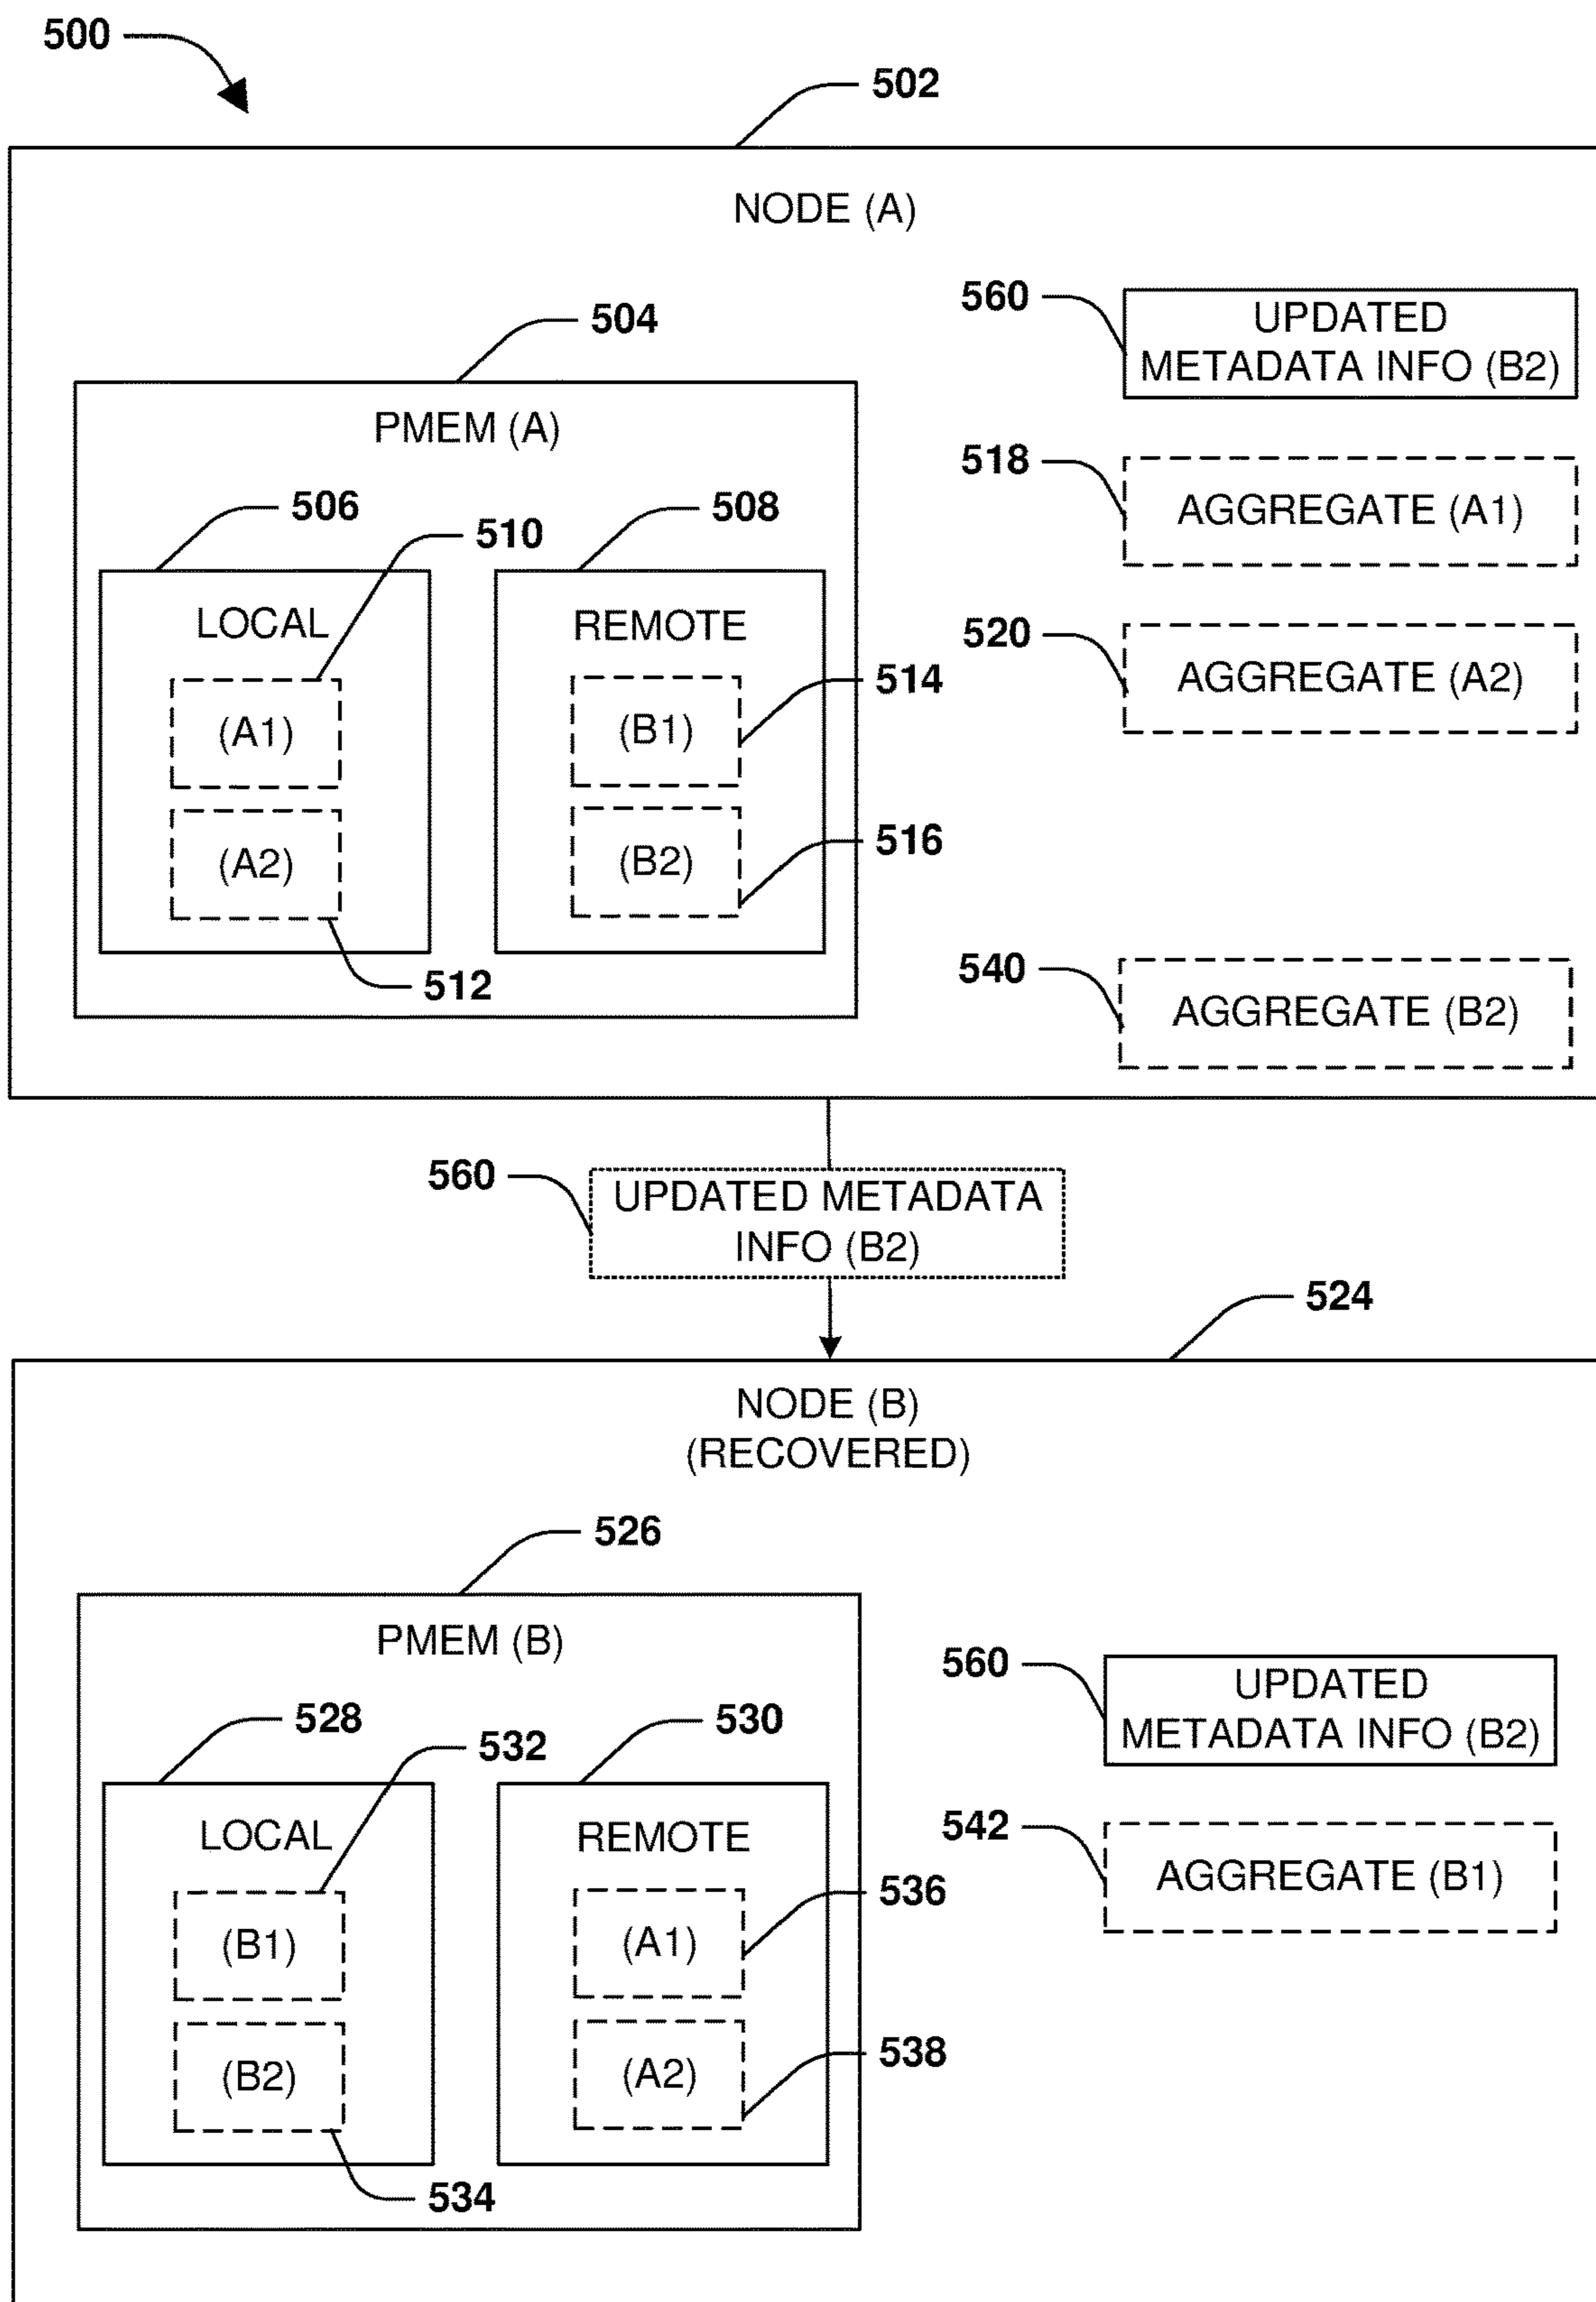 500
502
NODE (A)
560
UPDATED
METADATA INFO (B2)
504
PMEM (A)
518
AGGREGATE (A1)
506
510
508
LOCAL
REMOTE
520
AGGREGATE (A2)
514
(A1)
(B1)
516
(A2)
(B2)
512
540
AGGREGATE (B2)
560
UPDATED METADATA
INFO (B2)
524
NODE (B)
(RECOVERED)
526
PMEM (B)
560
UPDATED
METADATA INFO (B2)
528
532
530
LOCAL
REMOTE
542
AGGREGATE (B1)
536
(B1)
(A1)
538
(B2)
(A2)
534